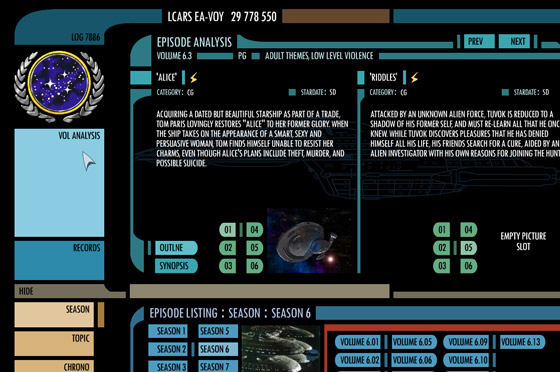 LCARS EA-VOY 29 778 550
LOG 7886
EPISODE ANALYSIS
PREV
NEXT
VOLUME 6.3
PG
ADULT THEMES, LOW LEVEL VIOLENCE
VOL ANALYSIS
RECORDS
HIDE
SEASON
TOPIC
CHRONO
"ALICE"
CATEGORY: CG
STARDATE: SD
ACQUIRING A DATED BUT BEAUTIFUL STARSHIP AS PART OF A TRADE,
TOM PARIS LOVINGLY RESTORES "ALICE" TO HER FORMER GLORY. WHEN
THE SHIP TAKES ON THE APPEARANCE OF A SMART, SEXY AND
PERSUASIVE WOMAN, TOM FINDS HIMSELF UNABLE TO RESIST HER
CHARMS, EVEN THOUGH ALICE'S PLANS INCLUDE THEFT, MURDER, AND
POSSIBLE SUICIDE.
OUTLNE
SYNOPSIS
01
04
02
05
03
06
"RIDDLES"
CATEGORY: CG
STARDATE: SD
ATTACKED BY AN UNKNOWN ALIEN FORCE, TUVOK IS REDUCED TO A
SHADOW OF HIS FORMER SELF, AND MUST RE-LEARN ALL THAT HE ONC
KNEW. WHILE TUVOK DISCOVERS PLEASURES THAT HE HAS DENIED
HIMSELF ALL HIS LIFE, HIS FRIENDS SEARCH FOR A CURE, AIDED BY AN
ALIEN INVESTIGATOR WITH HIS OWN REASONS FOR JOINING THE HUN
01
04
02
05
03
06
EMPTY PICTURE
SLOT
EPISODE LISTING : SEASON : SEASON 6
SEASON 1
SEASON 5
SEASON 2
SEASON 6
SEASON 3
SEASON 7
VOLUME 6.01
VOLUME 6.05
VOLUME 6.09
VOLUME 6.13
VOLUME 6.02
VOLUME 6.06
VOLUME 6.10